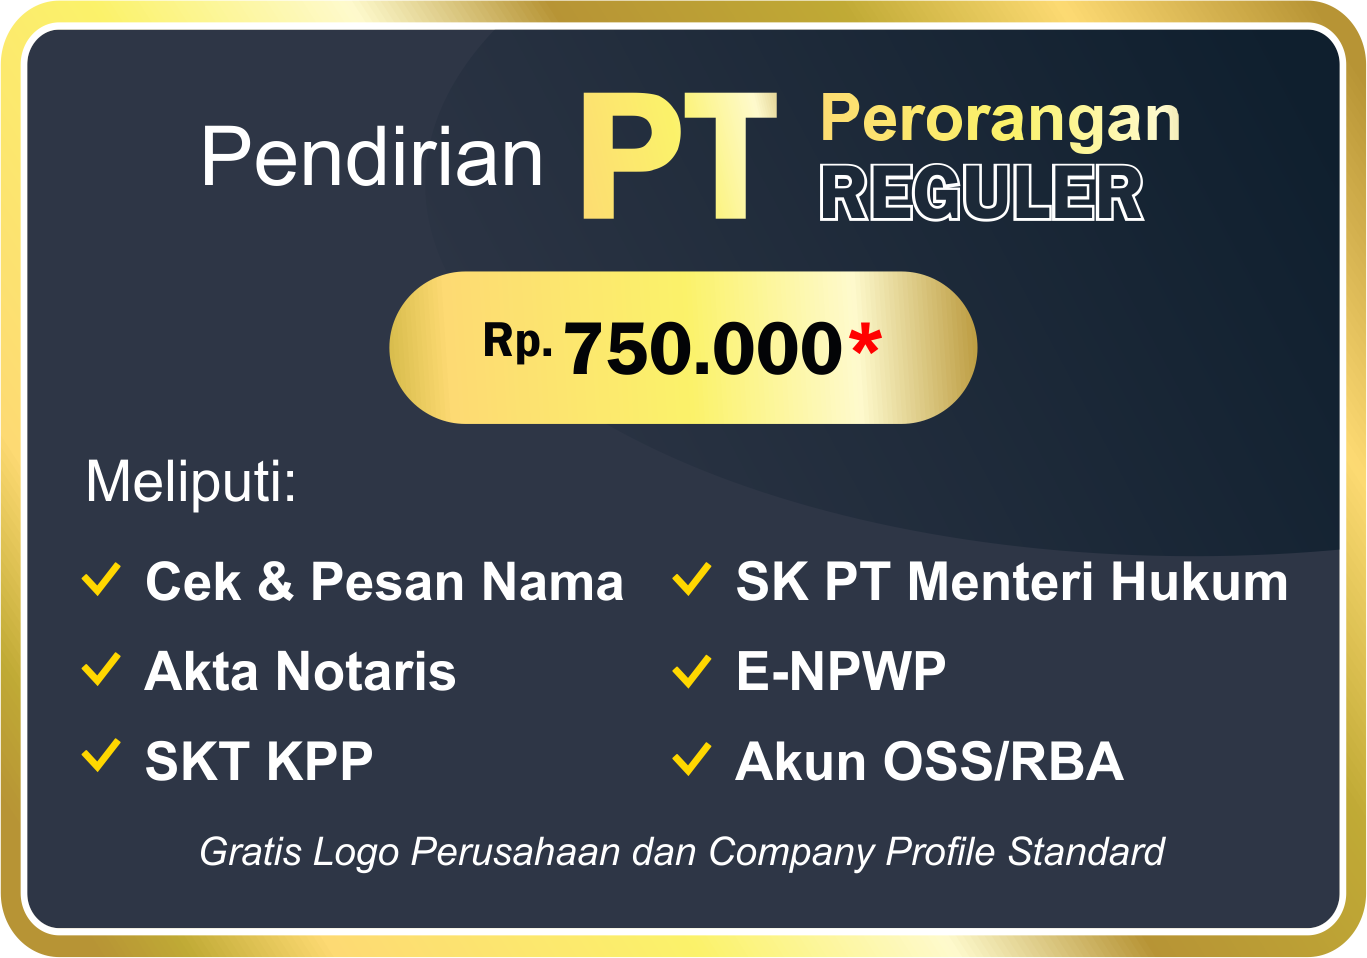 Pendirian PT Perorangan
REGULER
Rp. 750.000*
Meliputi:
Cek & Pesan Nama
SK PT Menteri Hukum
Akta Notaris
E-NPWP
SKT KPP
Akun OSS/RBA
Gratis Logo Perusahaan dan Company Profile Standard